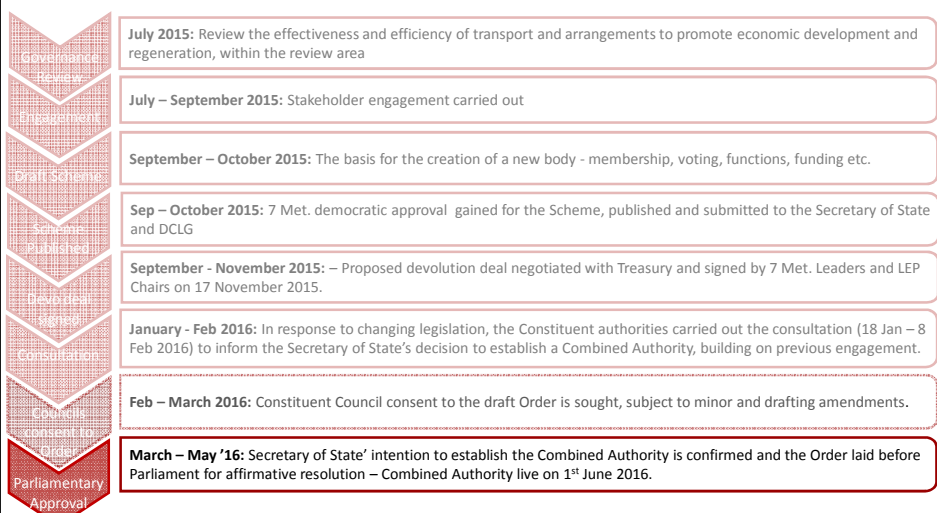 July 2015: Review the effectiveness and efficiency of transport and arrangements to promote economic development and
regeneration, within the review area
Governance
Review
July – September 2015: Stakeholder engagement carried out
Engagement
September – October 2015: The basis for the creation of a new body - membership, voting, functions, funding etc.
Draft Scheme
Sep – October 2015: 7 Met. democratic approval  gained for the Scheme, published and submitted to the Secretary of State
and DCLG
Scheme
Published
September - November 2015: – Proposed devolution deal negotiated with Treasury and signed by 7 Met. Leaders and LEP
Chairs on 17 November 2015.
Devo deal
signed
January - Feb 2016: In response to changing legislation, the Constituent authorities carried out the consultation (18 Jan – 8
Feb 2016) to inform the Secretary of State’s decision to establish a Combined Authority, building on previous engagement.
Consultation
Feb – March 2016: Constituent Council consent to the draft Order is sought, subject to minor and drafting amendments.
Councils
consent to
Order
March – May ’16: Secretary of State’ intention to establish the Combined Authority is confirmed and the Order laid before
Parliament for affirmative resolution – Combined Authority live on 1st June 2016.
Parliamentary
Approval